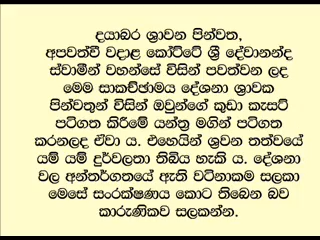 දයාබර ශ්‍රාවන පින්වත,
අපවත්වී වදාළ කෝට්ටේ ශ්‍රී දේවානන්ද
ස්වාමීන් වහන්සේ විසින් පවත්වන ලද
මෙම සාකච්ඡාමය දේශනා ශ්‍රාවක
පින්වතුන් විසින් ඔවුන්ගේ කුඩා කැසට්
පටිගත කිරීමේ යන්ත්‍ර මගින් පටිගත
කරනලද ඒවා ය. එහෙයින් ශ්‍රවන තත්වයේ
යම් යම් දුර්වලතා තිබිය හැකි ය. දේශනා
වල අන්තර්ගතයේ ඇති වටිනාකම සලකා
මෙසේ සංරක්ෂණය කොට තිබෙන බව
කාරුණිකව සලකන්න.